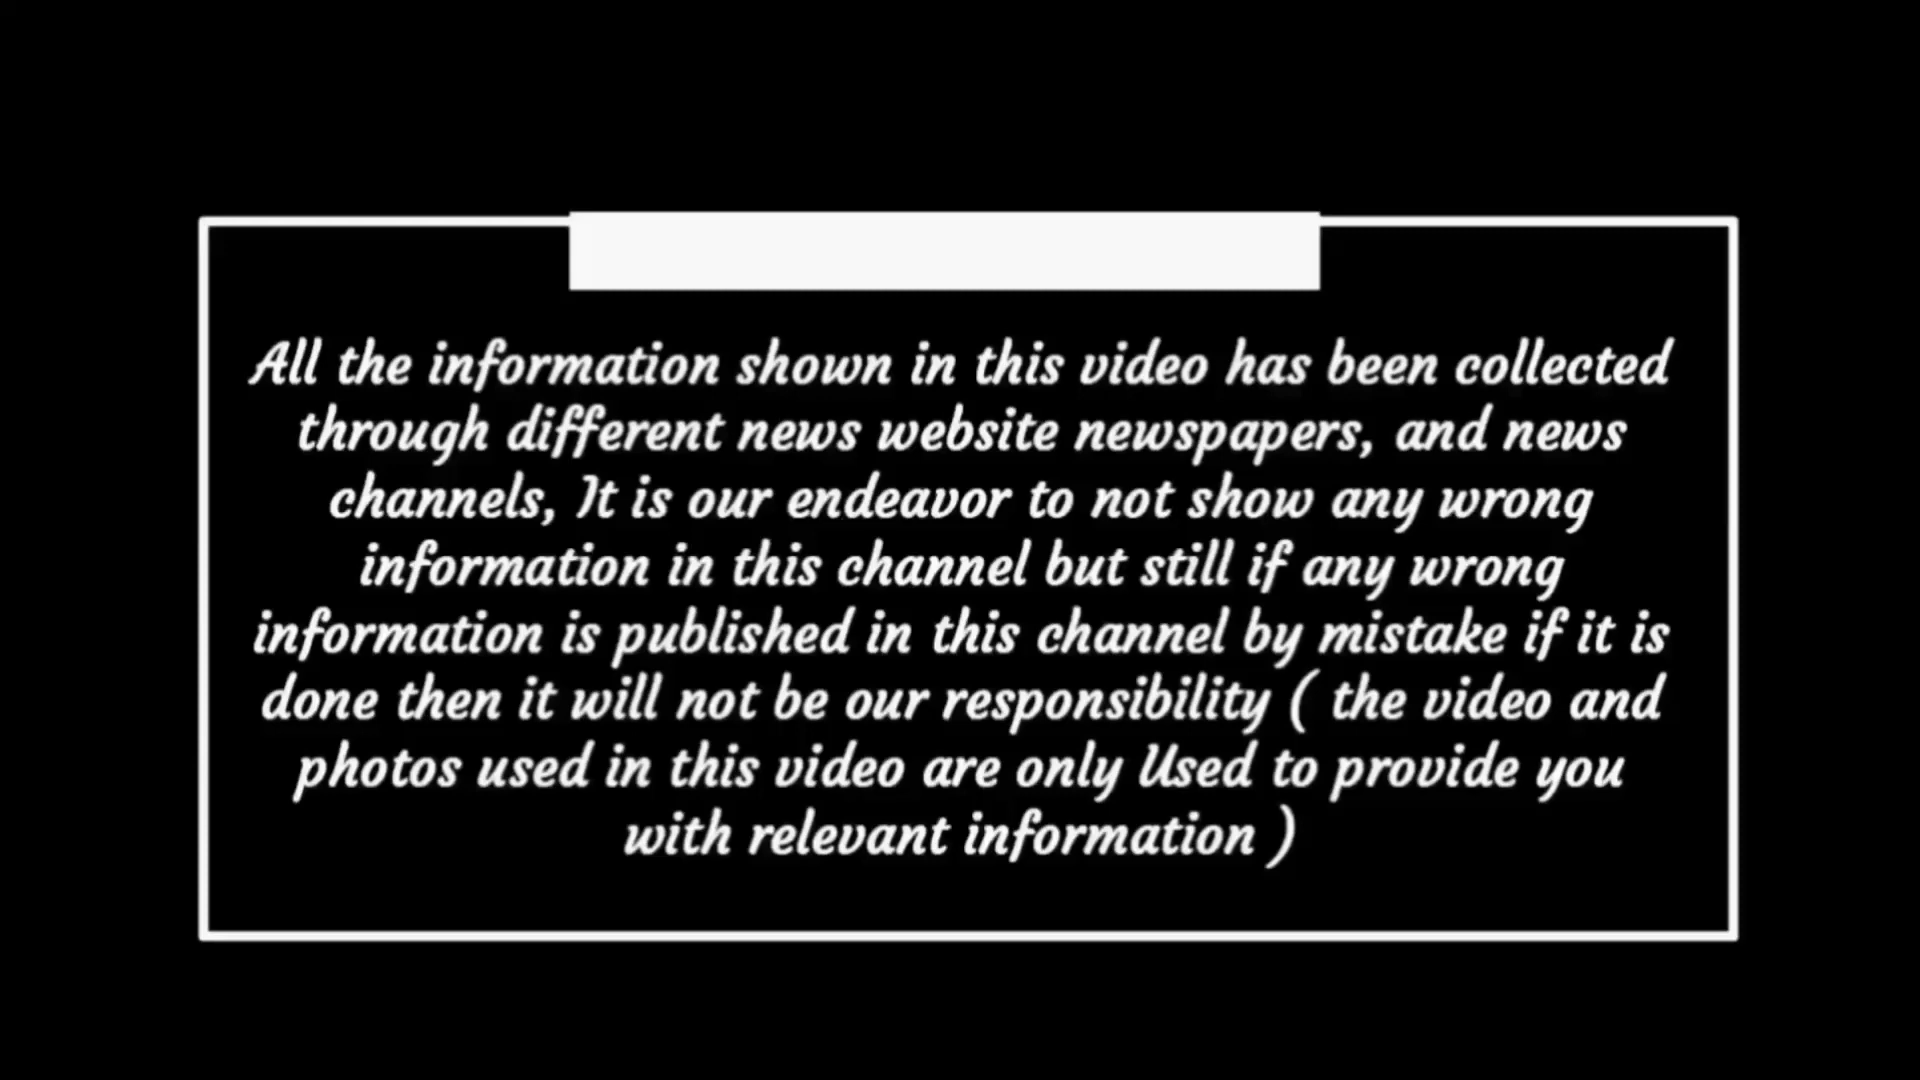 All the information shown in this video has been collected
through different news website newspapers, and news
channels, It is our endeavor to not show any wrong
information in this channel but still if any wrong
information is published in this channel by mistake if it is
done then it will not be our responsibility ( the video and
photos used in this video are only Used to provide you
with relevant information )